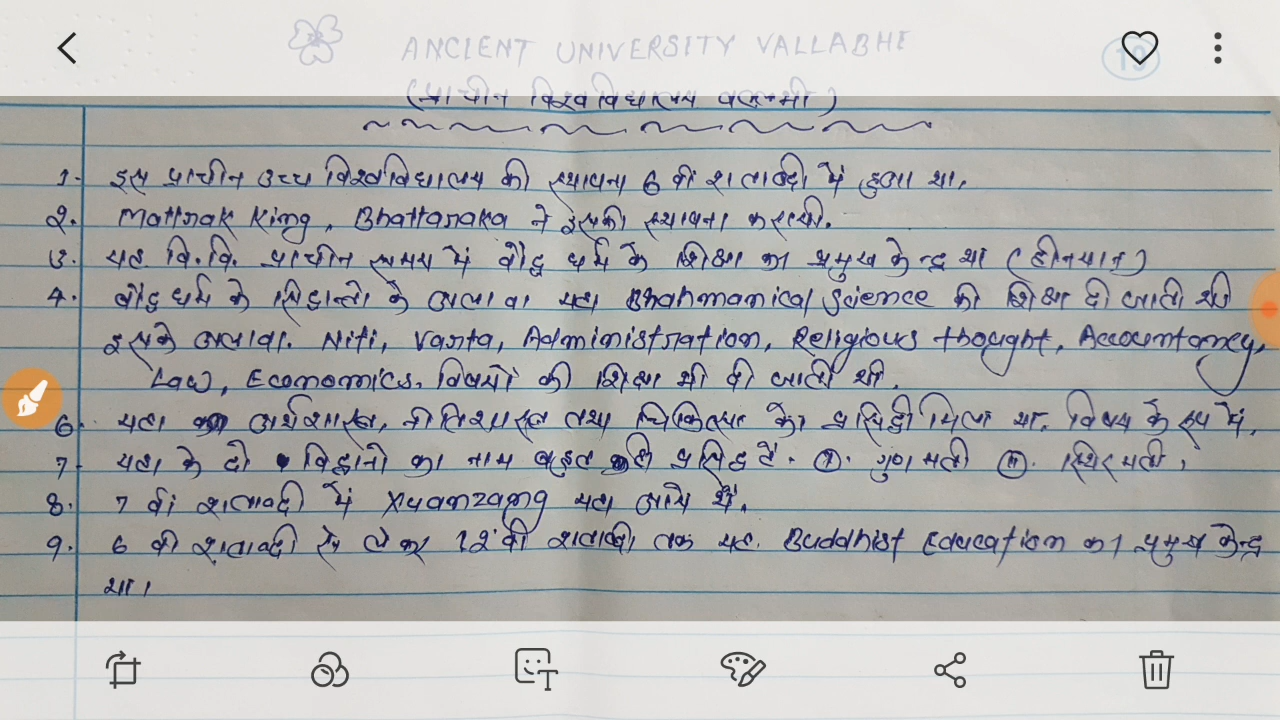 ANCIENT UNIVERSITY VALLABHI
19
(प्राचीन विश्वविद्यालय वल्लभी)
1. इस प्राचीन उच्च विश्वविद्यालय की स्थापना 6 वीं शताब्दी में हुआ था.
2. Maitrak King, Bhattaraka ने इसकी स्थापना करायी.
3. यह वि.वि. प्राचीन समय में बौद्ध धर्म के शिक्षा का प्रमुख केन्द्र था (हीनयान)
4. बौद्ध धर्म के सिद्धान्तो के अलावा यहा Brahmanical Science की शिक्षा दी जाती थी
इसके अलावा. Niti, Varta, Administration, Religious thought, Accountancy,
Law, Economics. विषयों की शिक्षा भी दी जाती थी.
6. यहा अर्थशास्त्र, नीतिशास्त्र तथा चिकित्सा को प्रसिद्धी मिला था. विषय के रूप में.
7. यहा के दो विद्वानो का नाम बहुत ही प्रसिद्ध है. (i). गुणमती (ii). स्थिरमती,
8. 7 वीं शताब्दी में Xuanzang यहा आये थे.
9. 6 वी शताब्दी से लेकर 12 वी शताब्दी तक यह. Buddhist Education का प्रमुख केन्द्र
था।